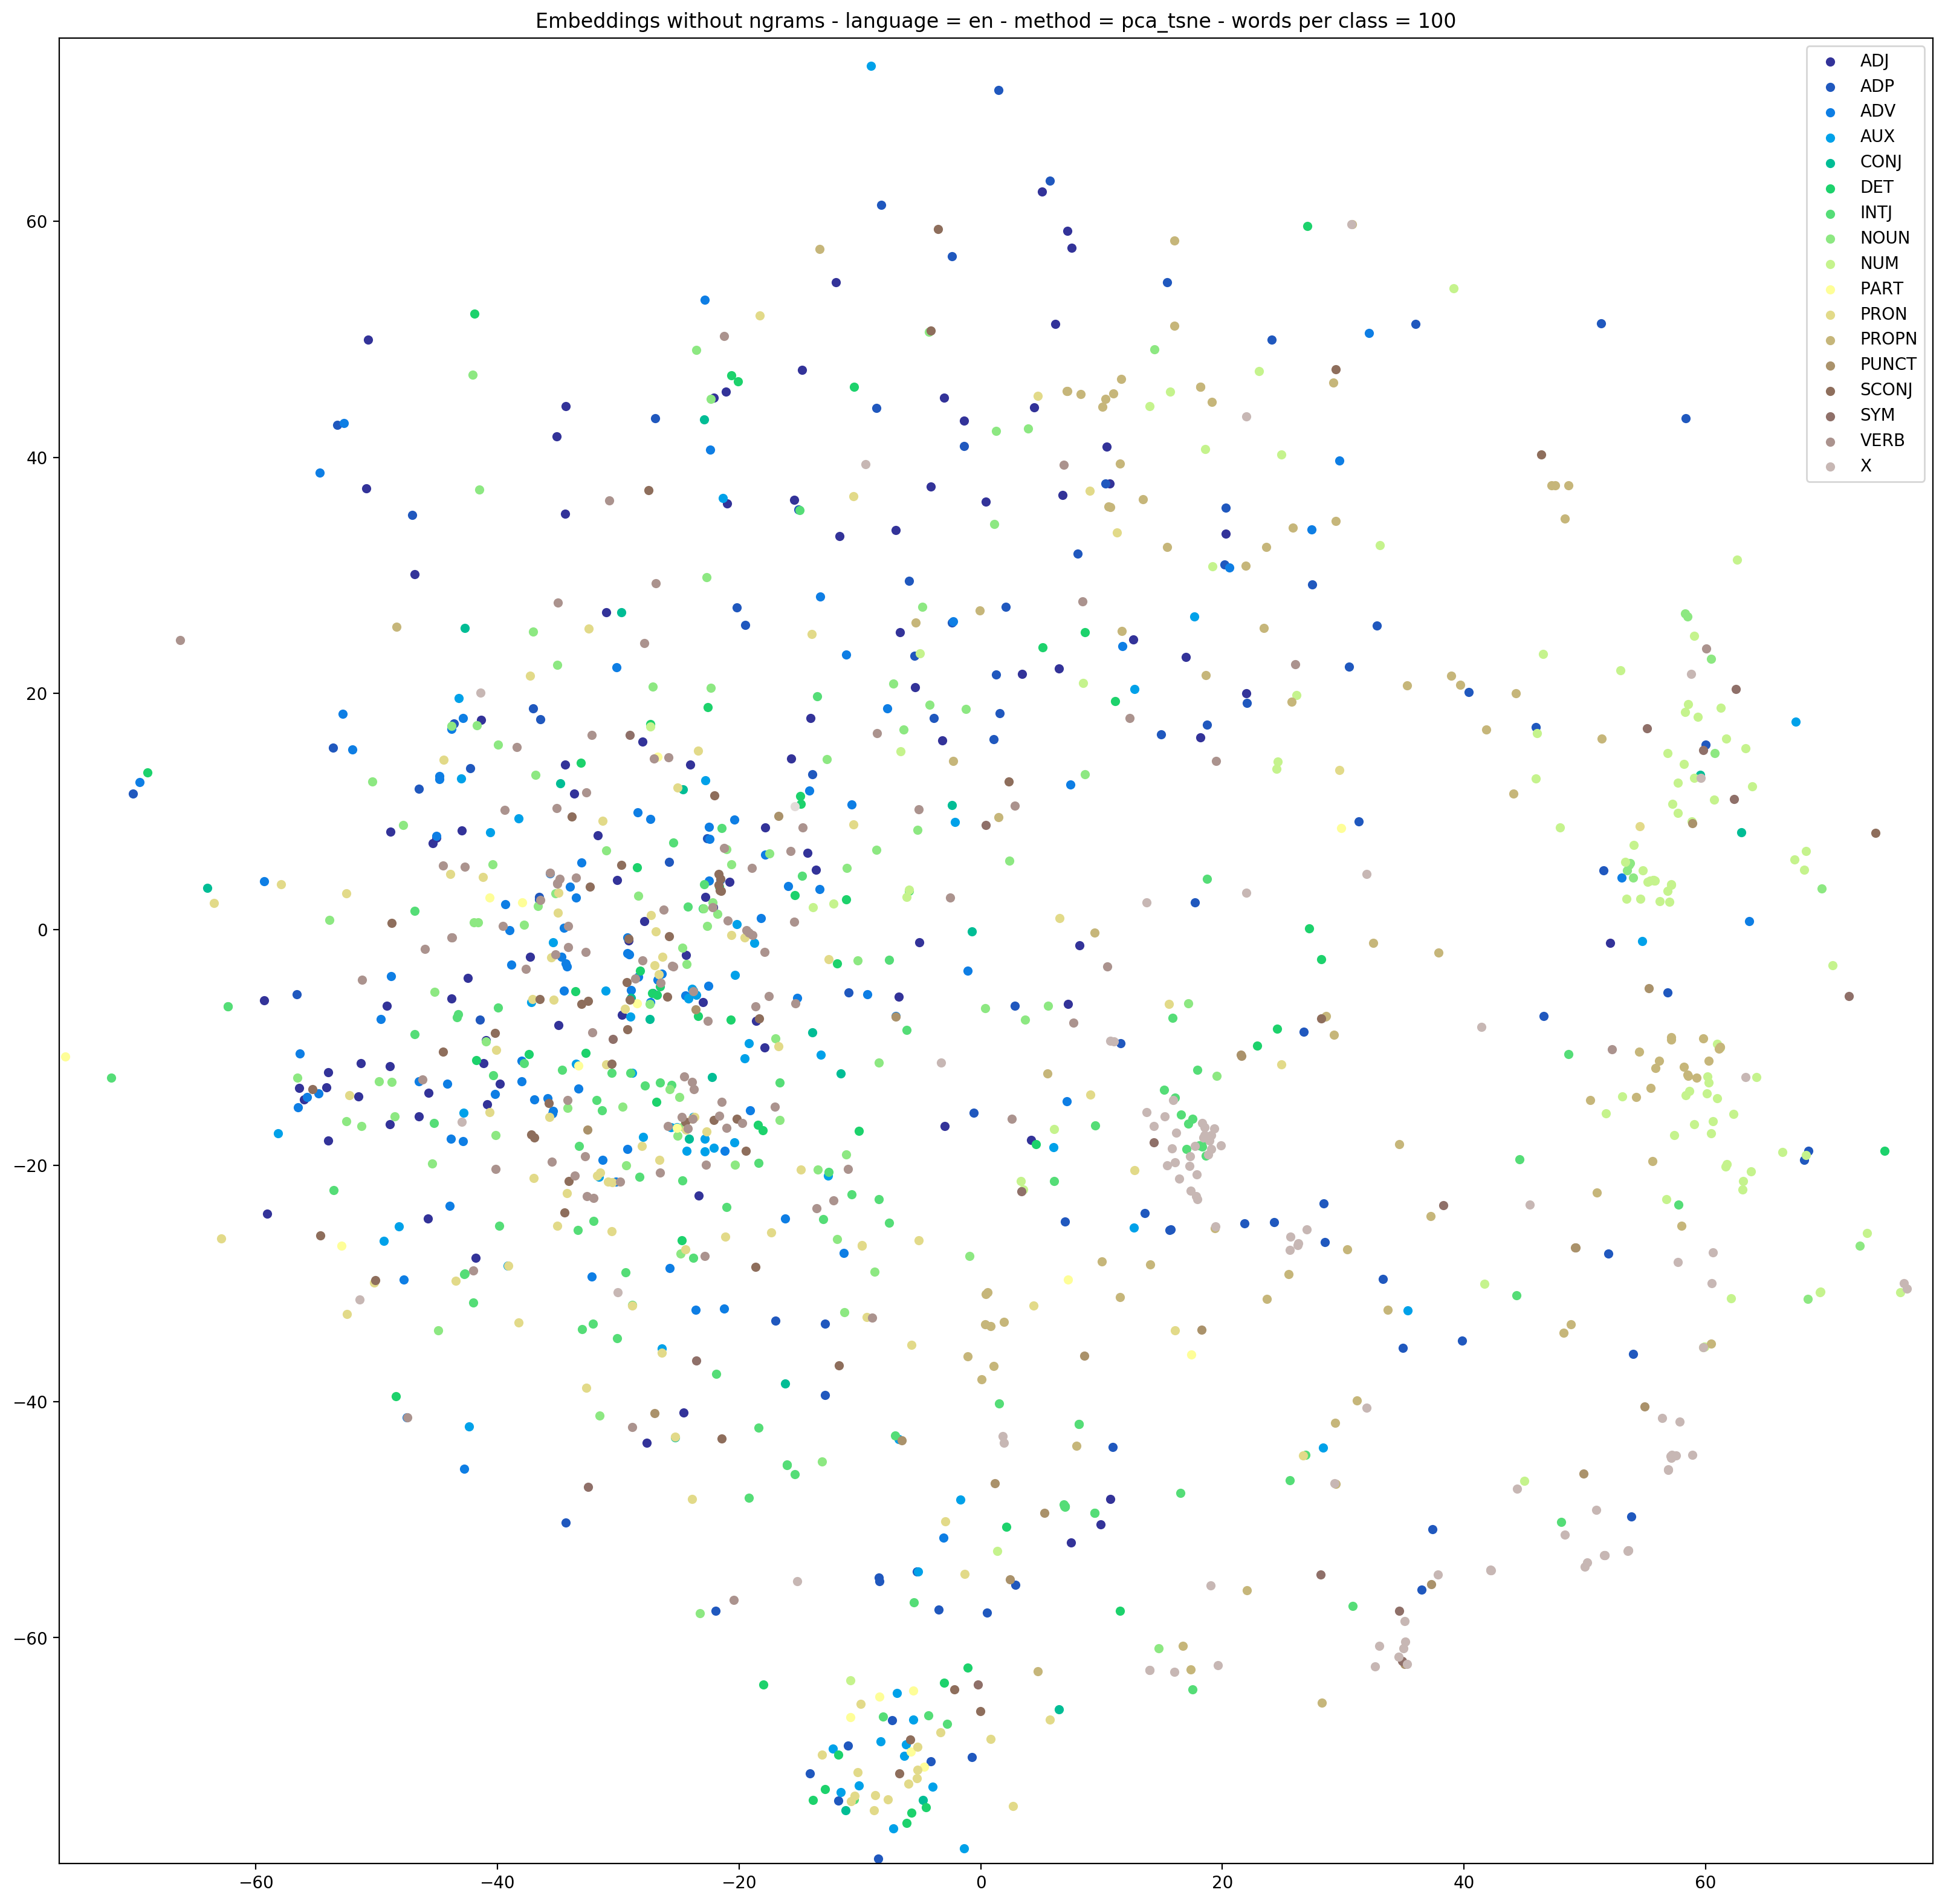 Embeddings without ngrams - language = en - method = pca_tsne - words per class = 100
ADJ
ADP
ADV
AUX
CONJ
DET
INTJ
NOUN
NUM
PART
PRON
PROPN
PUNCT
SCONJ
SYM
VERB
X
60
40
20
0
−20
−40
−60
−60 −40 −20 0 20 40 60